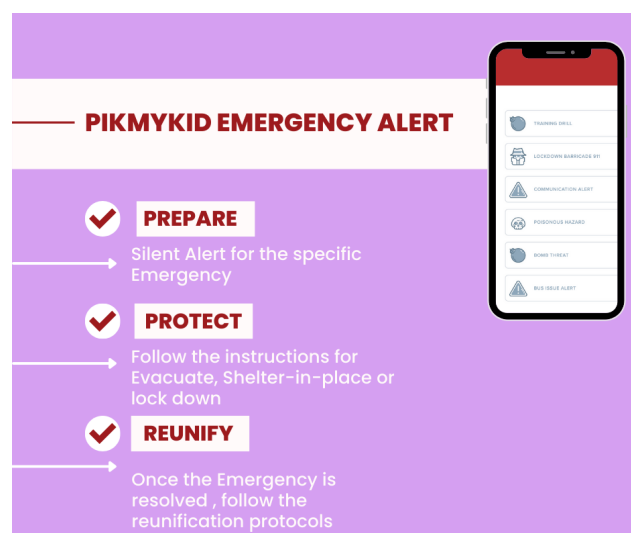 PIKMYKID EMERGENCY ALERT
PREPARE
Silent Alert for the specific
Emergency
PROTECT
Follow the instructions for
Evacuate, Shelter-in-place or
lock down
REUNIFY
Once the Emergency is
resolved , follow the
reunification protocols
TRAINING DRILL
LOCKDOWN-BARRICADE 911
COMMUNICATION ALERT
POISONOUS HAZARD
BOMB THREAT
BUS ISSUE ALERT